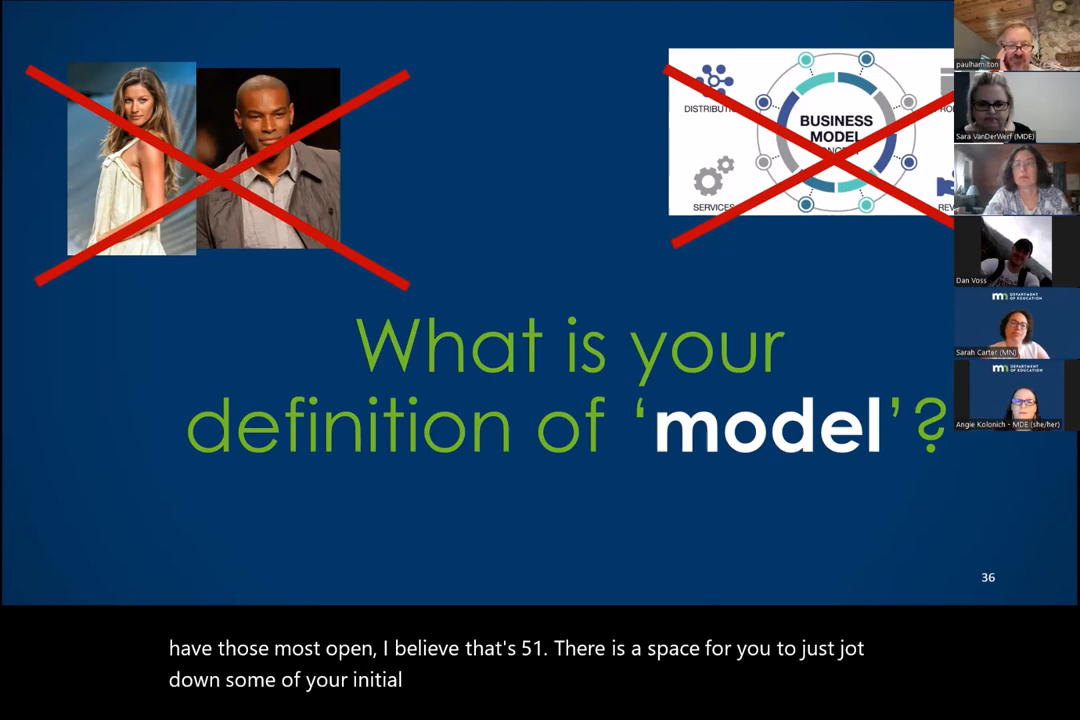 DISTRIBUTI
BUSINESS
MODEL
SERVICES
REV
What is your
definition of ‘model’?
36
paulhamilton
Sara VanDerWerf (MDE)
Dan Voss
DEPARTMENT
OF EDUCATION
Sarah Carter (MN)
DEPARTMENT
OF EDUCATION
Angie Kolonich - MDE (she/her)
have those most open, I believe that's 51. There is a space for you to just jot
down some of your initial